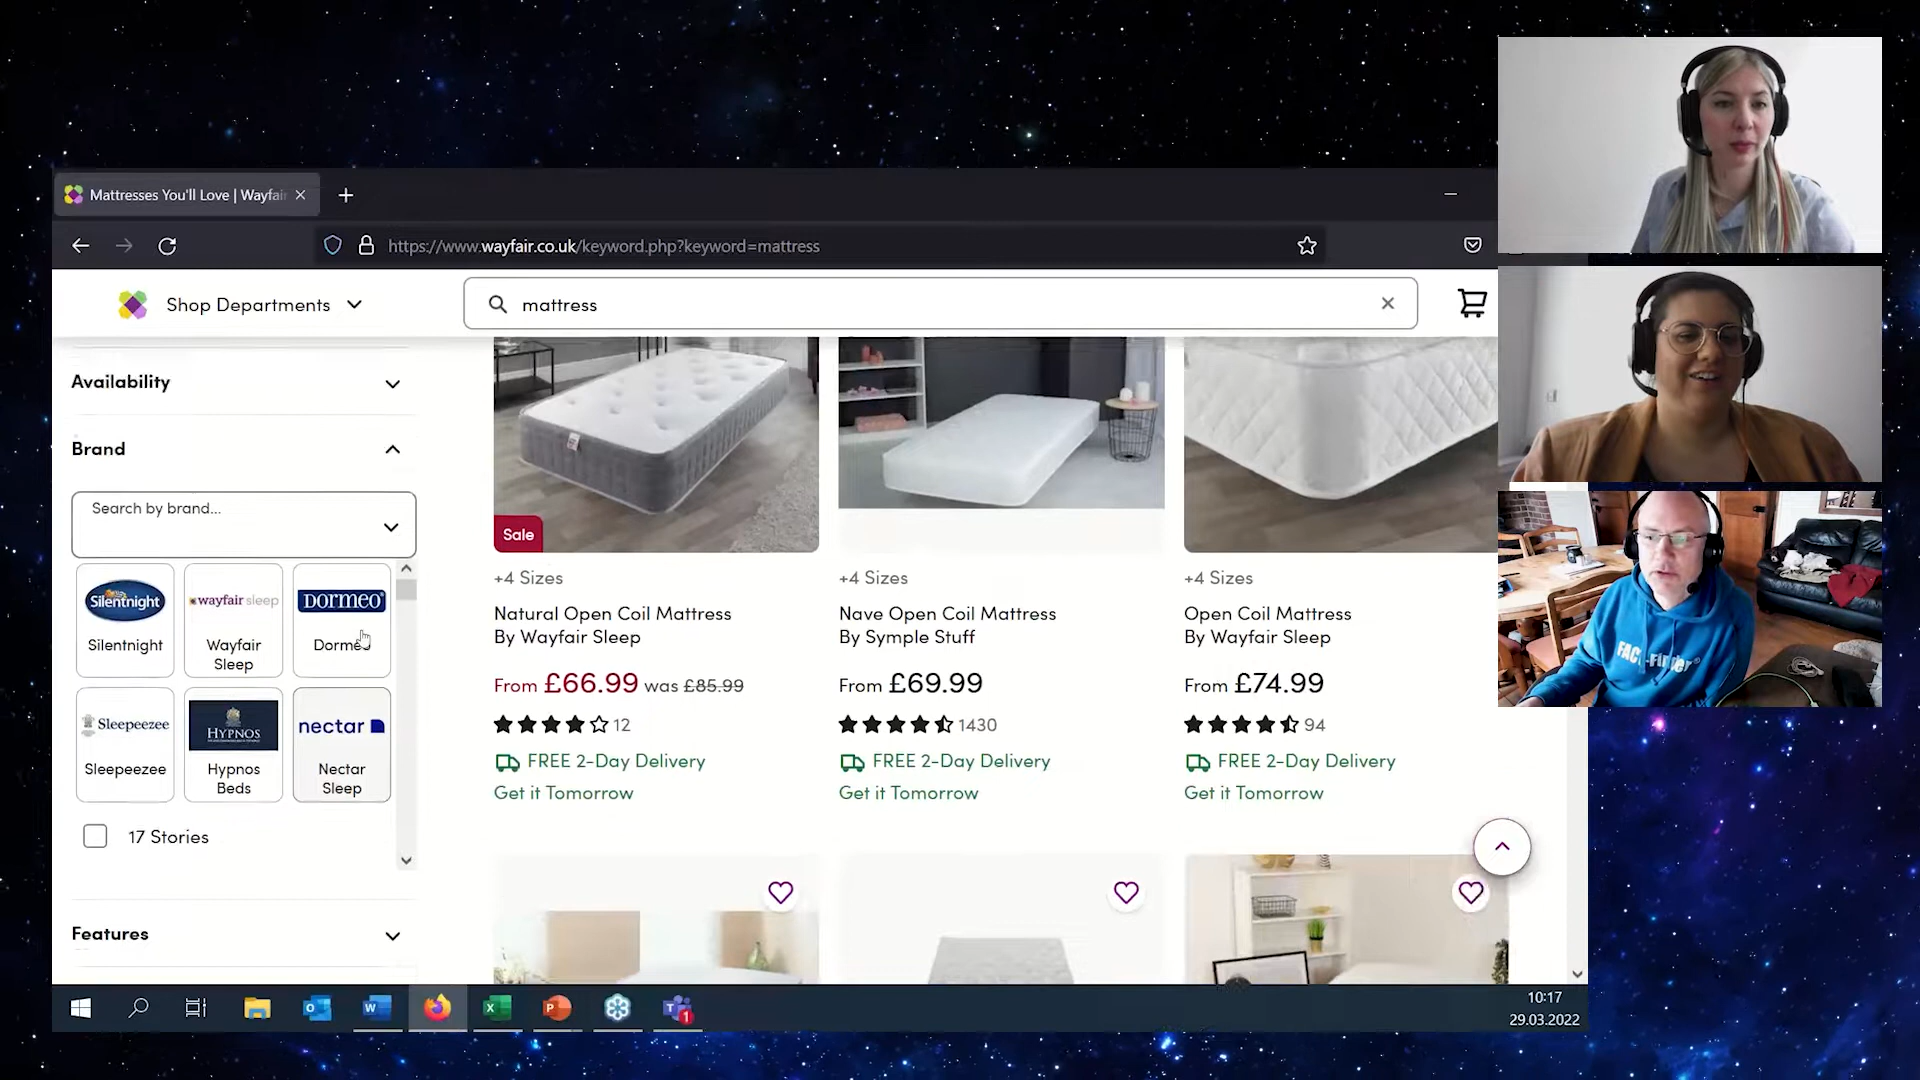 Mattresses You'll Love | Wayfair
https://www.wayfair.co.uk/keyword.php?keyword=mattress
Shop Departments
mattress
Availability
Brand
Search by brand...
Silentnight
wayfair sleep
DORMEO
Silentnight
Wayfair
Sleep
Sleepeezee
HYPNOS
nectar
Sleepeezee
Hypnos
Beds
Nectar
Sleep
17 Stories
Features
Sale
+4 Sizes
Natural Open Coil Mattress
By Wayfair Sleep
From £66.99 was £85.99
12
FREE 2-Day Delivery
Get it Tomorrow
+4 Sizes
Nave Open Coil Mattress
By Symple Stuff
From £69.99
1430
FREE 2-Day Delivery
Get it Tomorrow
+4 Sizes
Open Coil Mattress
By Wayfair Sleep
From £74.99
94
FREE 2-Day Delivery
Get it Tomorrow
FACT-Finder
10:17
29.03.2022